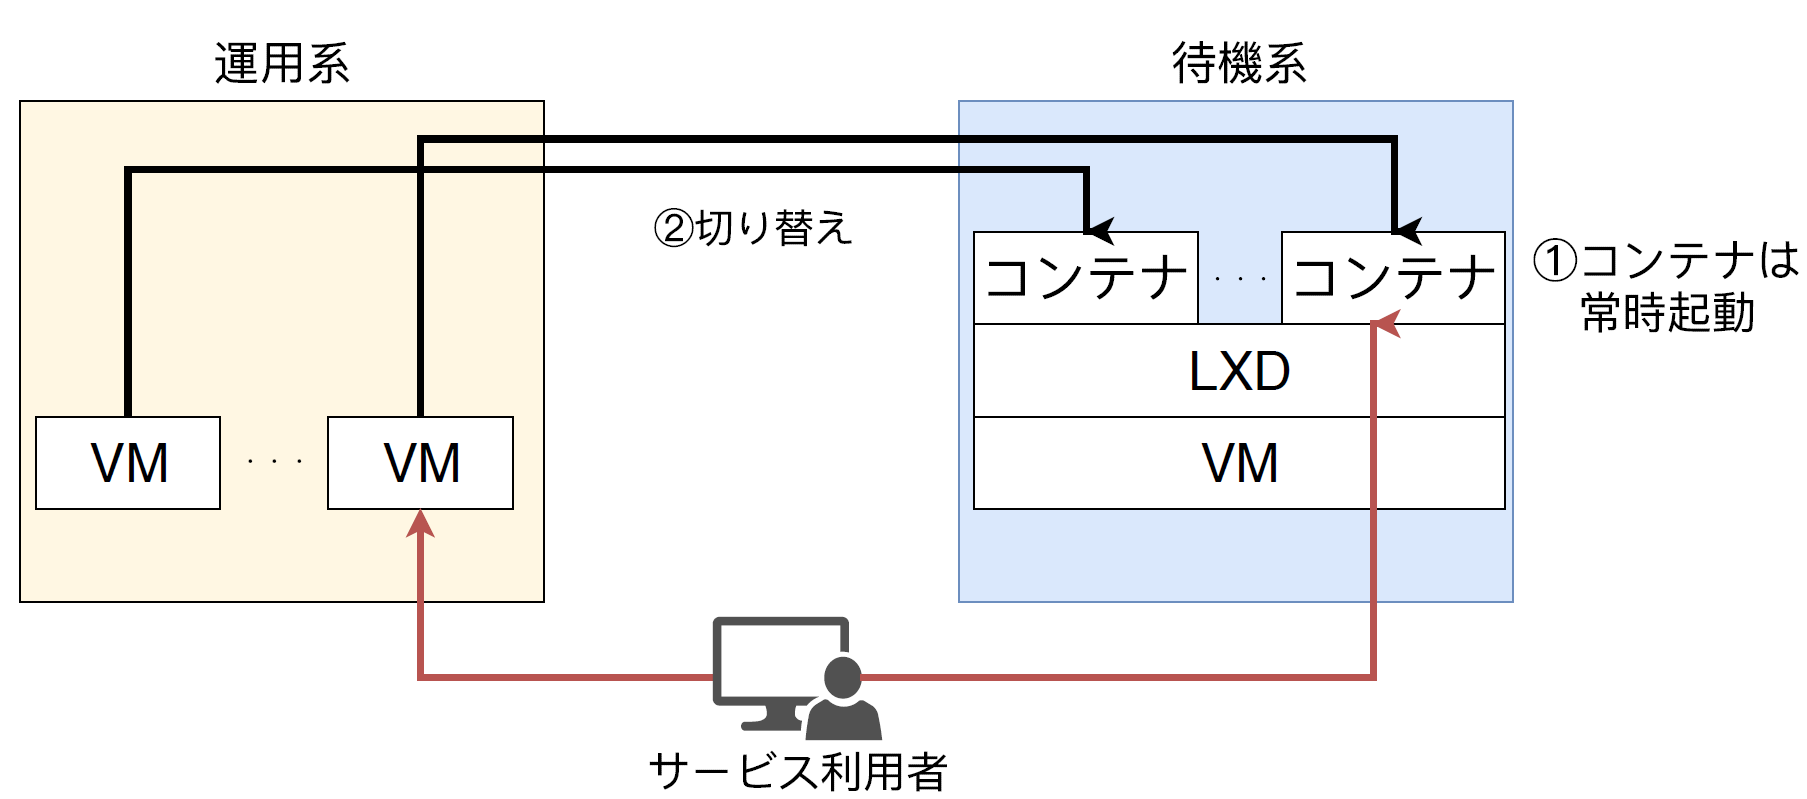 運用系
待機系
②切り替え
コンテナ
・・・
コンテナ
①コンテナは
常時起動
LXD
VM
・・・
VM
VM
サービス利用者